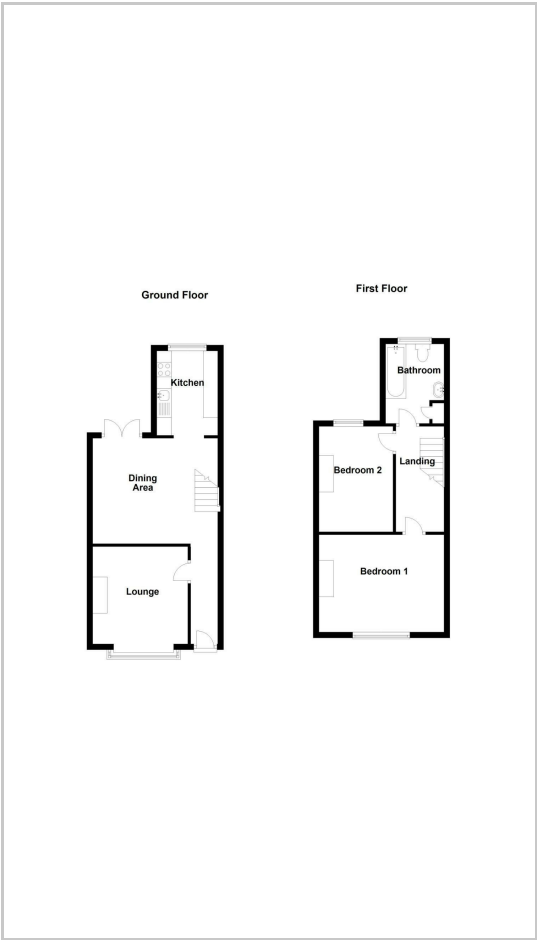 Ground Floor
Kitchen
Dining
Area
Lounge
First Floor
Bathroom
Landing
Bedroom 2
Bedroom 1